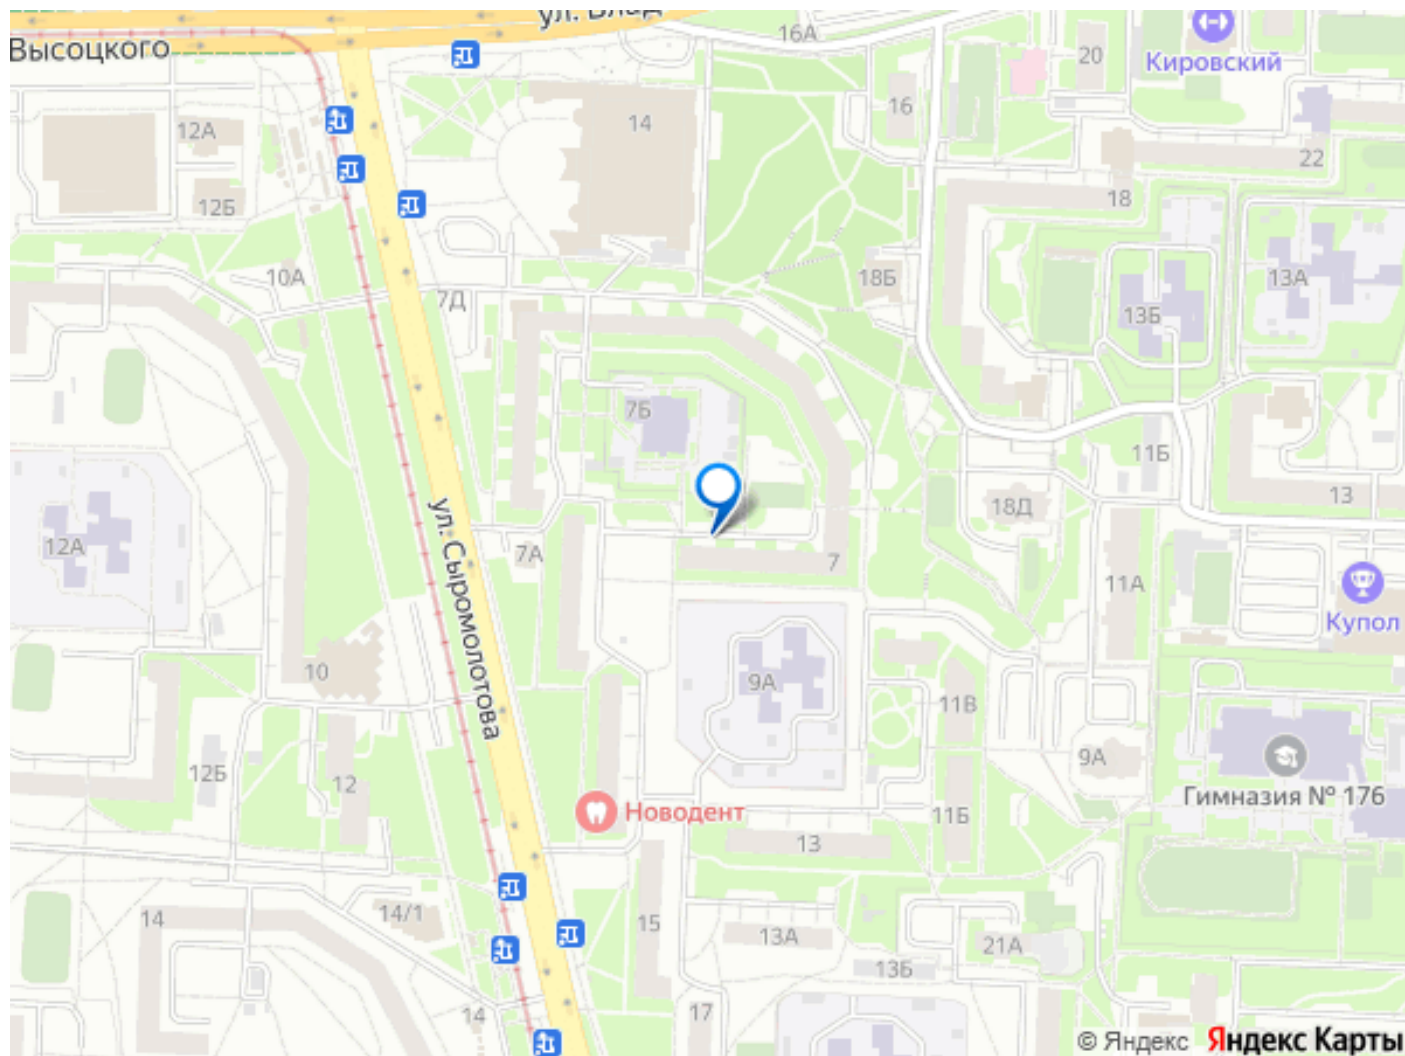 ул. Влад
Высоцкого
16А
20
Кировский
16
14
12А
22
12Б
18
10А
7Д
18Б
13А
13Б
7Б
11Б
13
18Д
12А
7А
7
11А
ул. Сыромолотова
Купол
10
9А
11В
12Б
12
9А
Гимназия № 176
Новодент
11Б
13
14
14/1
15
13А
21А
13Б
14
17
© Яндекс Яндекс Карты